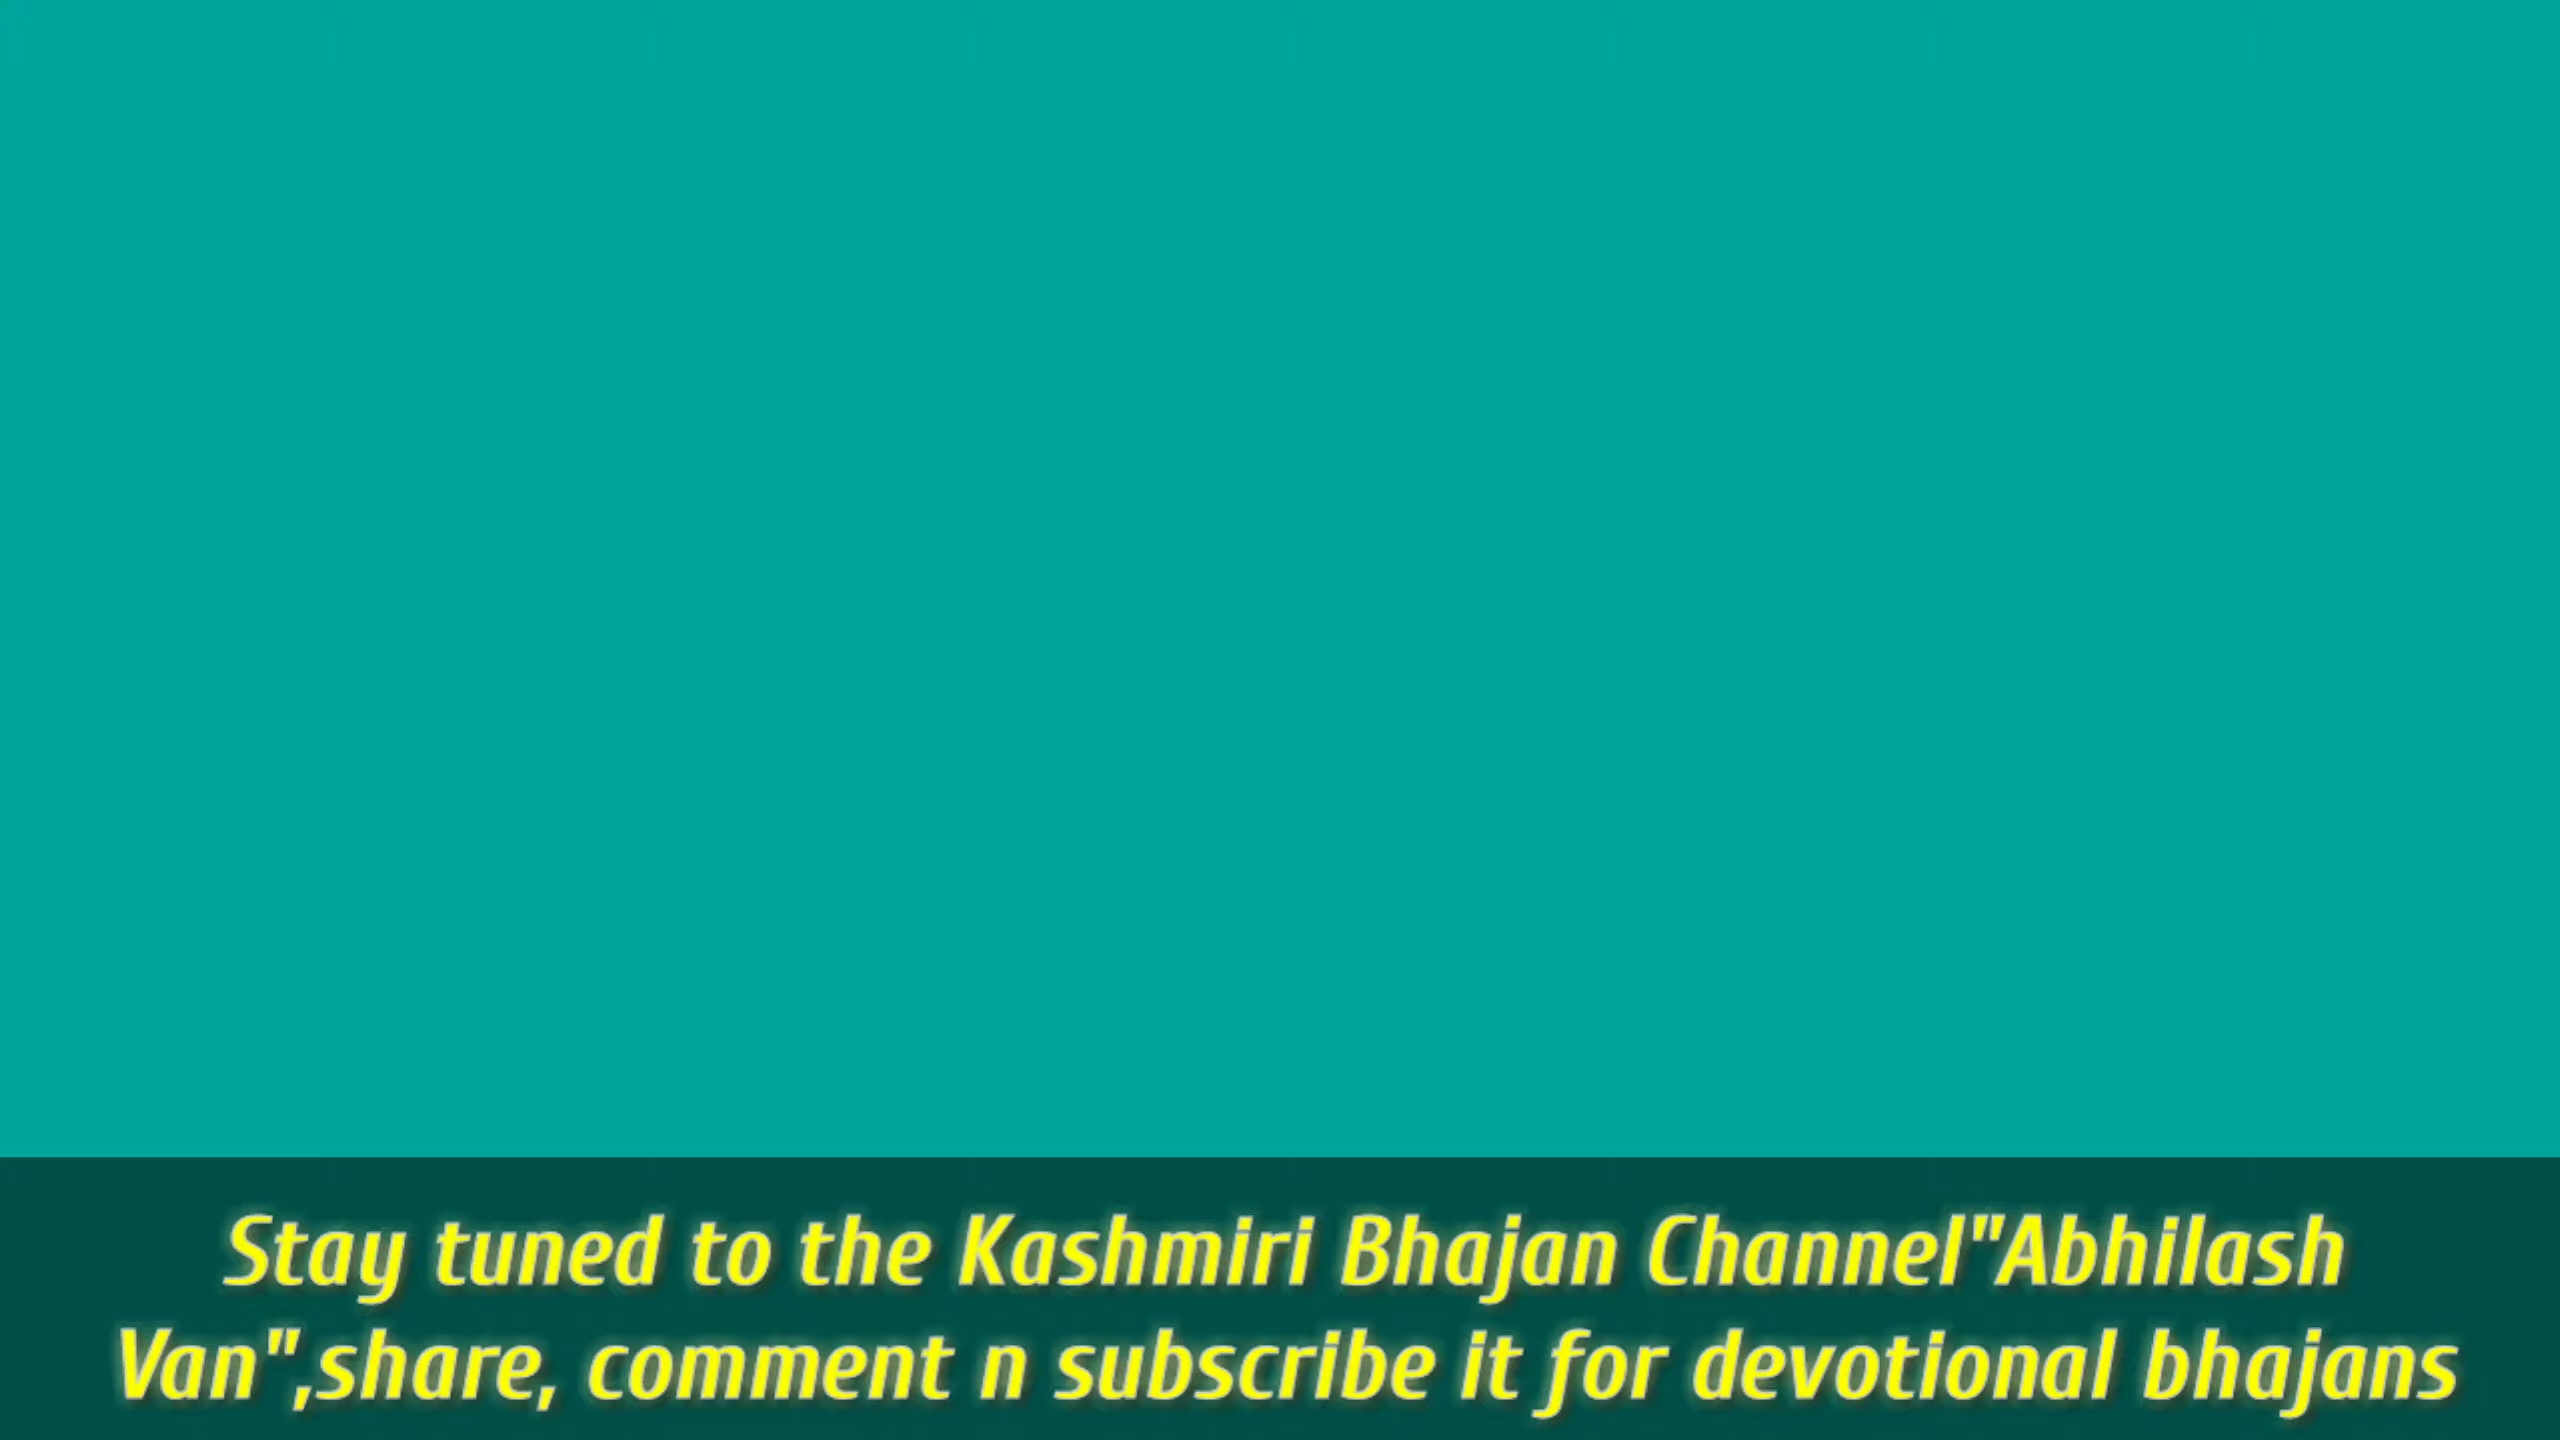 Stay tuned to the Kashmiri Bhajan Channel"Abhilash
Van",share, comment n subscribe it for devotional bhajans